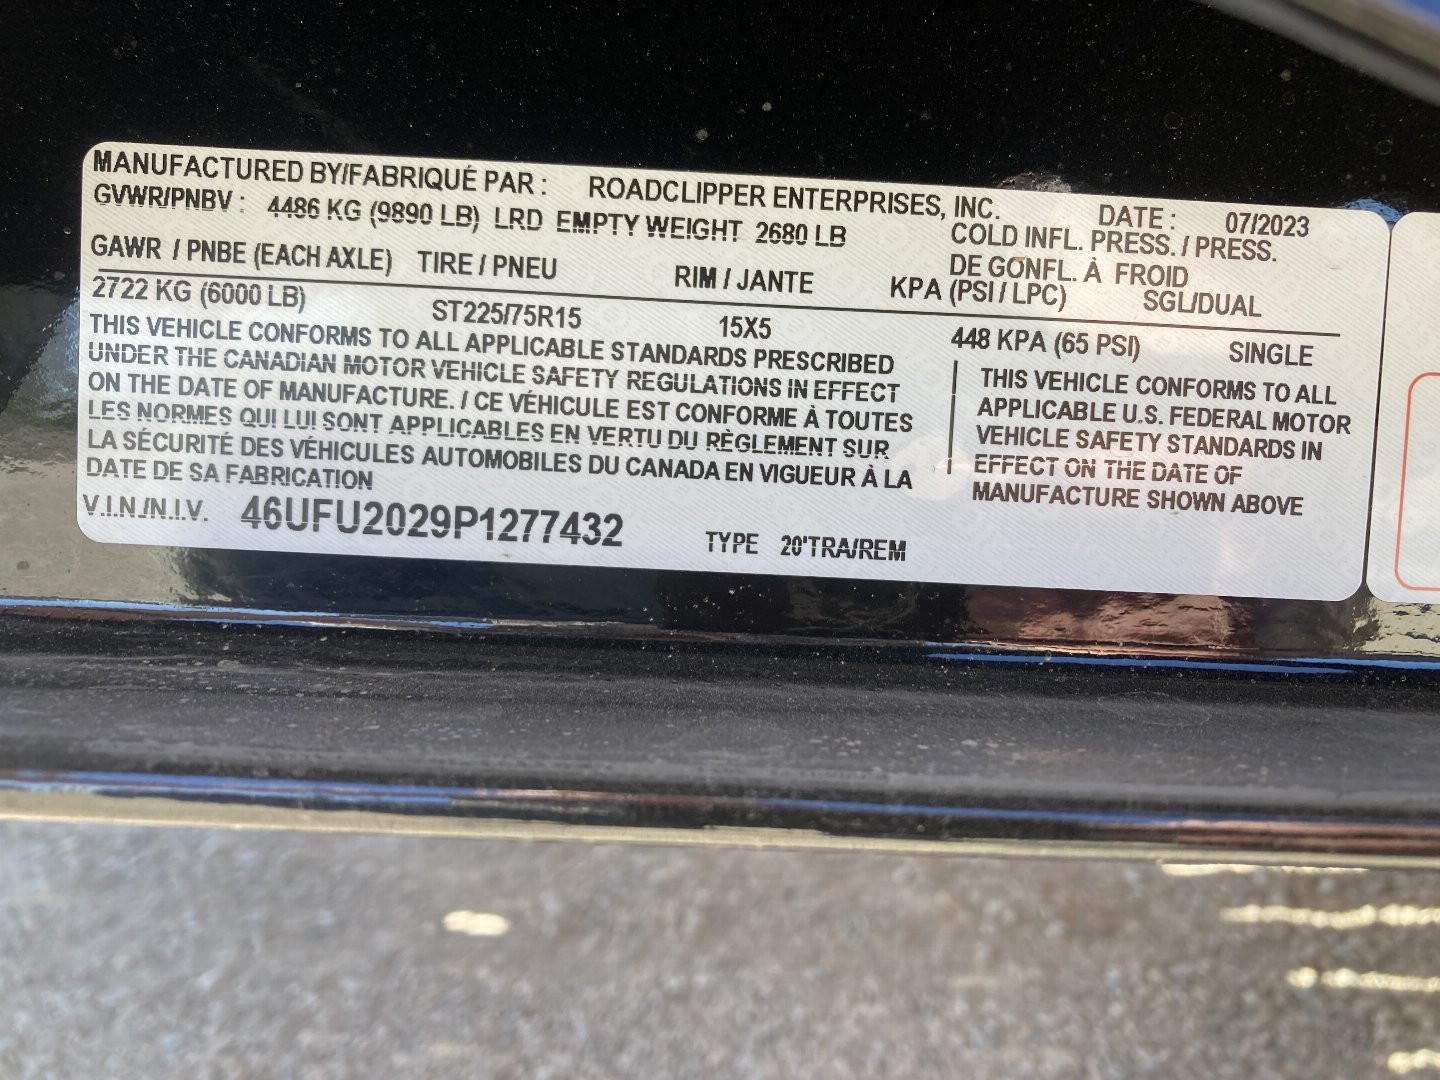 MANUFACTURED BY/FABRIQUÉ PAR : ROADCLIPPER ENTERPRISES, INC. DATE : 07/2023
GVWR/PNBV : 4486 KG (9890 LB) LRD EMPTY WEIGHT 2680 LB
COLD INFL. PRESS. / PRESS.
DE GONFL. À FROID
GAWR / PNBE (EACH AXLE) TIRE / PNEU RIM / JANTE KPA (PSI / LPC) SGL/DUAL
2722 KG (6000 LB) ST225/75R15 15X5 448 KPA (65 PSI) SINGLE
THIS VEHICLE CONFORMS TO ALL APPLICABLE STANDARDS PRESCRIBED
UNDER THE CANADIAN MOTOR VEHICLE SAFETY REGULATIONS IN EFFECT
ON THE DATE OF MANUFACTURE. / CE VÉHICULE EST CONFORME À TOUTES
LES NORMES QUI LUI SONT APPLICABLES EN VERTU DU RÈGLEMENT SUR
LA SÉCURITÉ DES VÉHICULES AUTOMOBILES DU CANADA EN VIGUEUR À LA
DATE DE SA FABRICATION
THIS VEHICLE CONFORMS TO ALL
APPLICABLE U.S. FEDERAL MOTOR
VEHICLE SAFETY STANDARDS IN
EFFECT ON THE DATE OF
MANUFACTURE SHOWN ABOVE
V.I.N./N.I.V. 46UFU2029P1277432 TYPE 20'TRA/REM